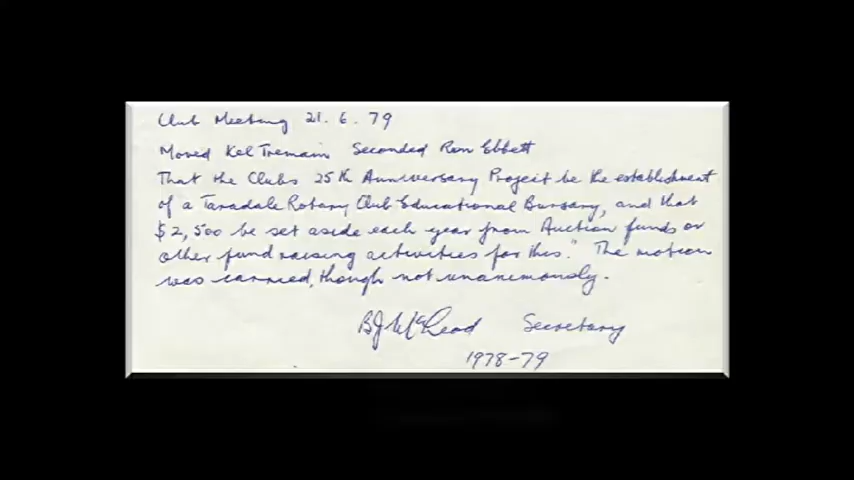 Club Meeting 21. 6. 79
Moved Kel Tremain Seconded Ron Ebbett
That the Clubs 25th Anniversary Project be the establishment
of a Taradale Rotary Club Educational Bursary, and that
$2,500 be set aside each year from Auction funds or
other fund raising activities for this." The motion
was carried, though not unanimously.
BJ McLeod Secretary
1978-79